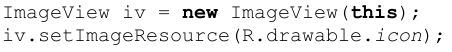 ImageView iv = new ImageView(this);
iv.setImageResource(R.drawable.icon);